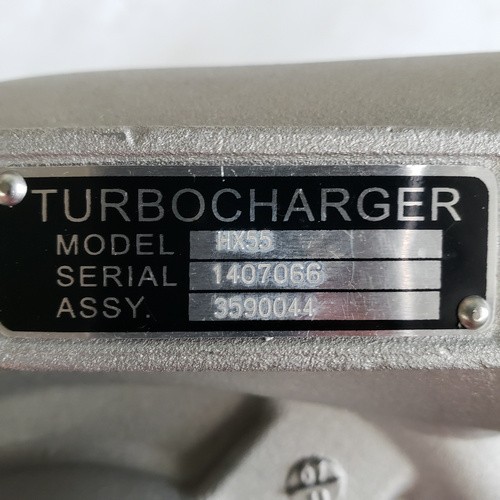 TURBOCHARGER
MODEL HX55
SERIAL 1407066
ASSY. 3590044